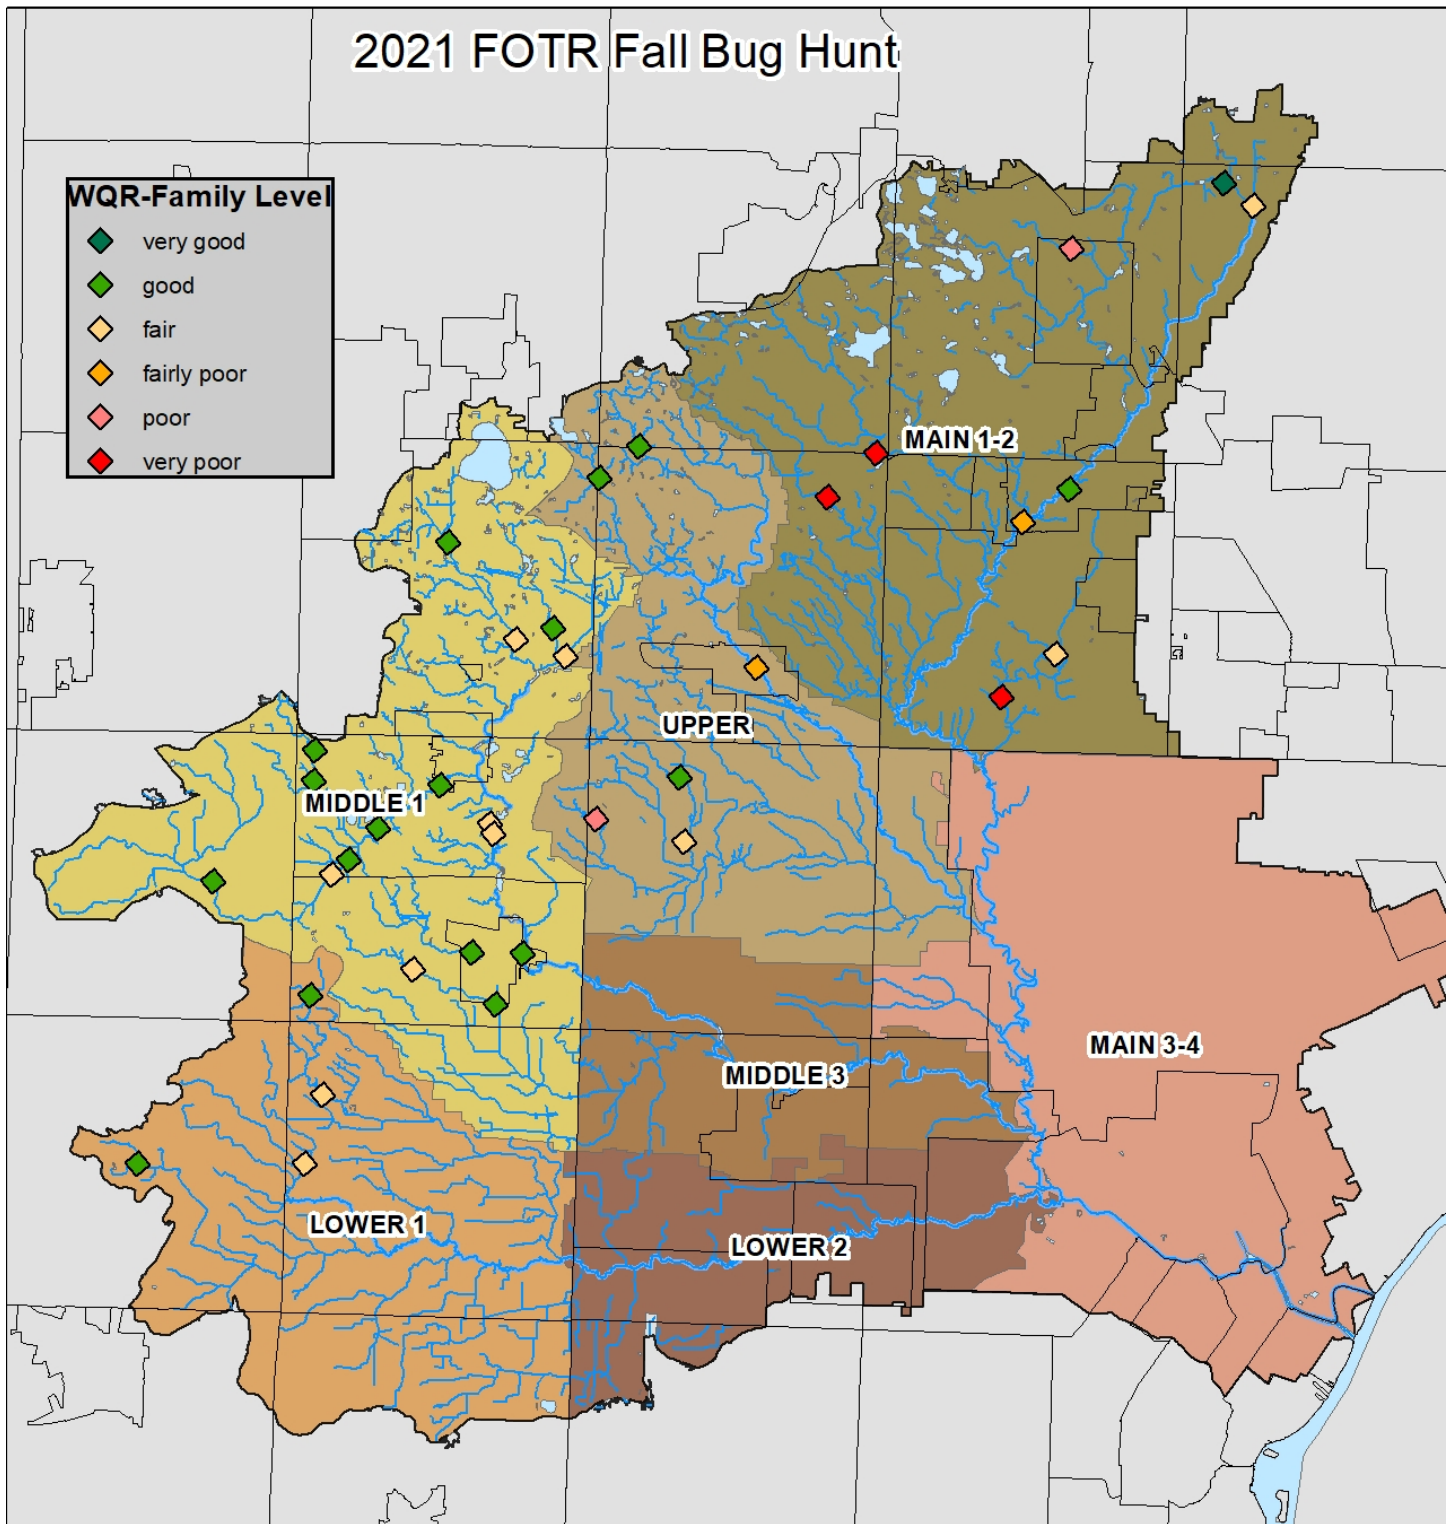 2021 FOTR Fall Bug Hunt
WQR-Family Level
very good
good
fair
fairly poor
poor
very poor
MAIN 1-2
UPPER
MIDDLE 1
MAIN 3-4
MIDDLE 3
LOWER 1
LOWER 2